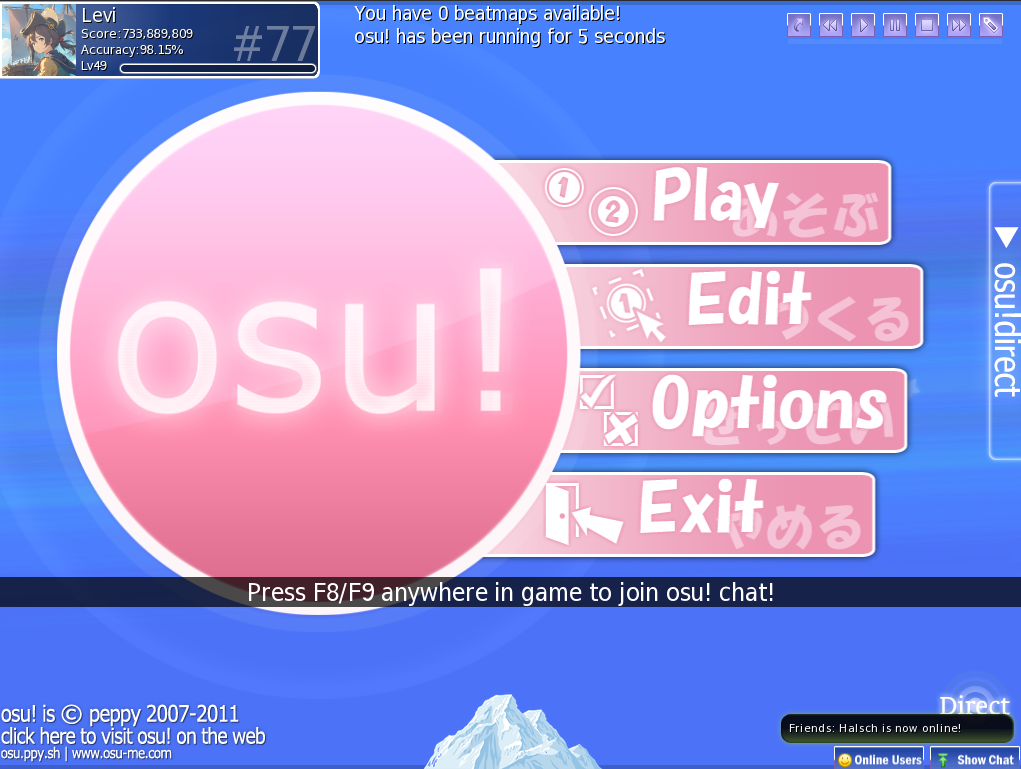 Levi
Score:733,889,809
Accuracy:98.15%
Lv49
#77
You have 0 beatmaps available!
osu! has been running for 5 seconds
osu!
1
2
Play
あそぶ
1
Edit
つくる
Options
せってい
Exit
やめる
osu!direct
Press F8/F9 anywhere in game to join osu! chat!
osu! is © peppy 2007-2011
click here to visit osu! on the web
osu.ppy.sh | www.osu-me.com
Direct
Friends: Halsch is now online!
Online Users
Show Chat